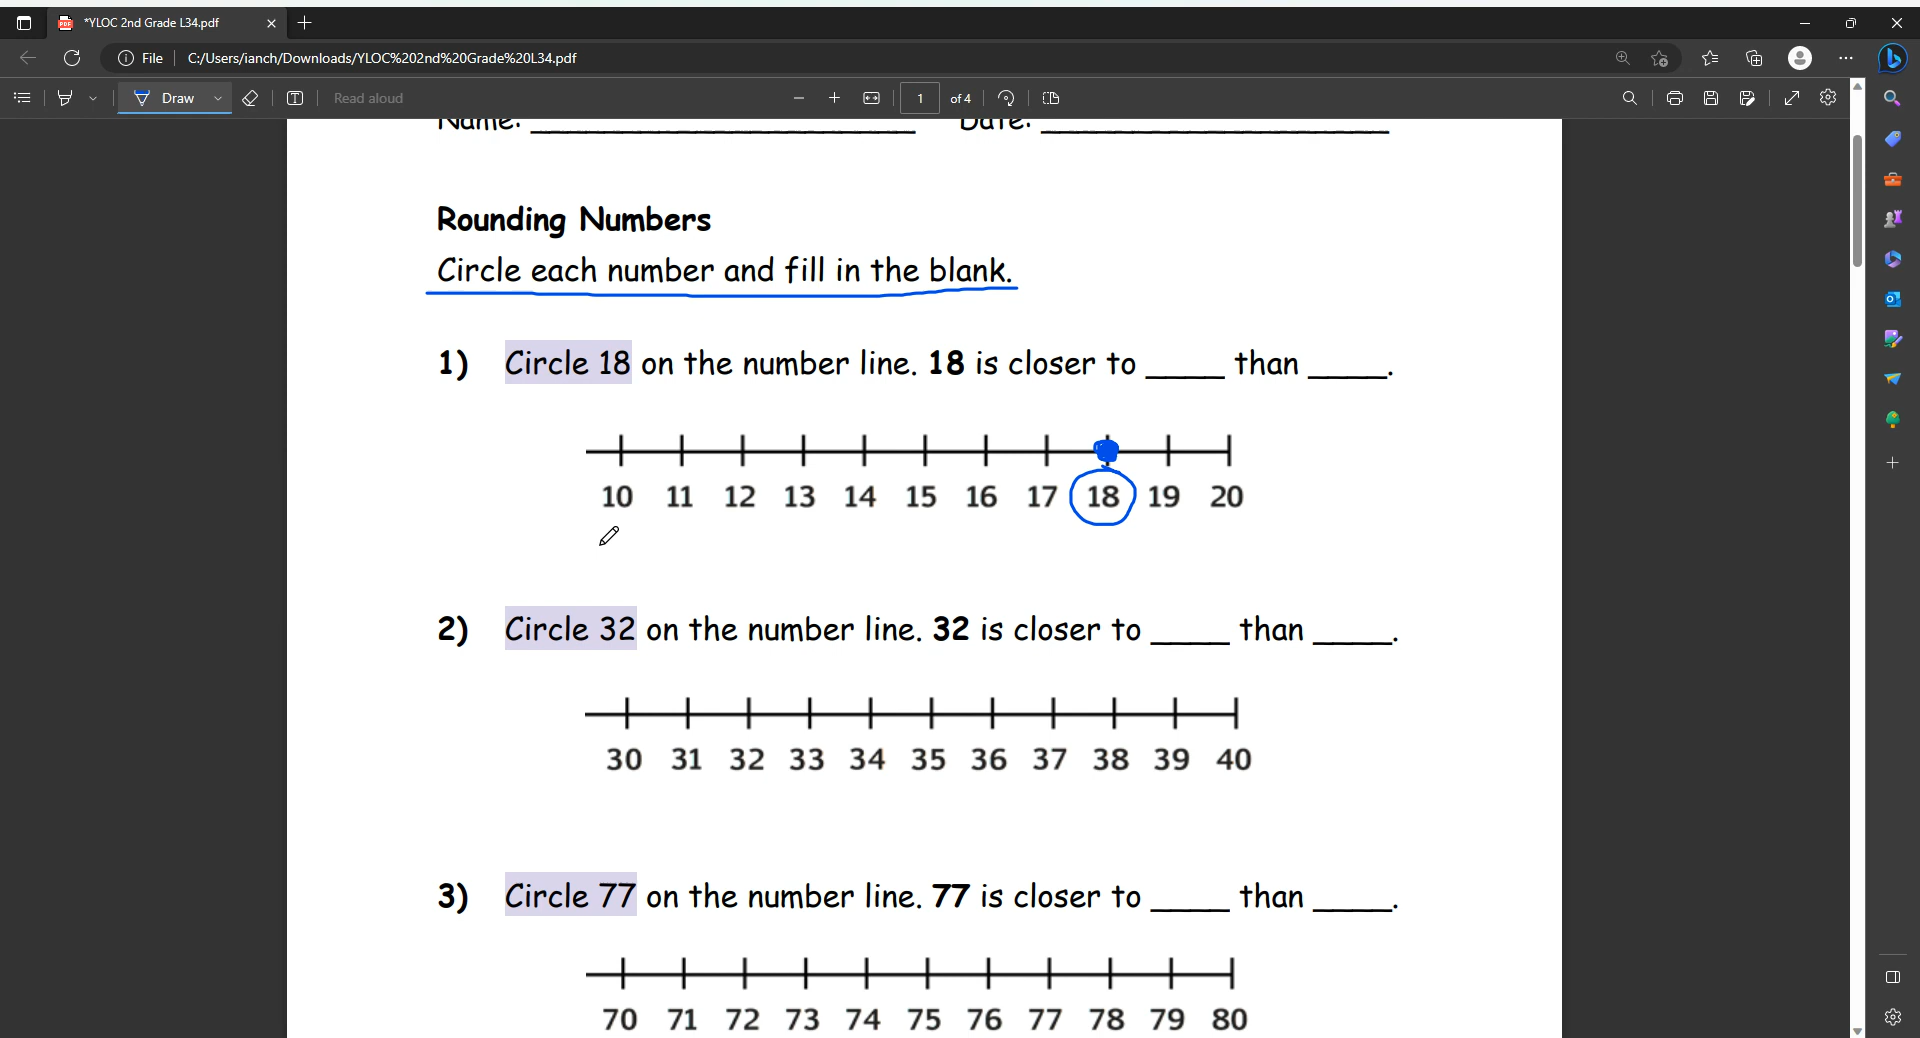 *YLOC 2nd Grade L34.pdf
File C:/Users/ianch/Downloads/YLOC%202nd%20Grade%20L34.pdf
Draw Read aloud 1 of 4
Name: ____________ Date: ____________
Rounding Numbers
Circle each number and fill in the blank.
1) Circle 18 on the number line. 18 is closer to ____ than ____.
10 11 12 13 14 15 16 17 18 19 20
2) Circle 32 on the number line. 32 is closer to ____ than ____.
30 31 32 33 34 35 36 37 38 39 40
3) Circle 77 on the number line. 77 is closer to ____ than ____.
70 71 72 73 74 75 76 77 78 79 80